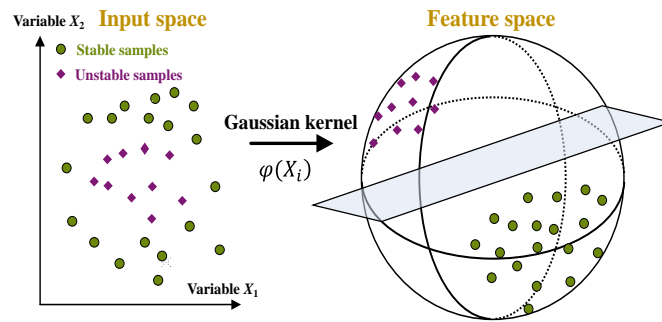 Variable X₂
Input space
Feature space
Stable samples
Unstable samples
Gaussian kernel
φ(Xᵢ)
Variable X₁